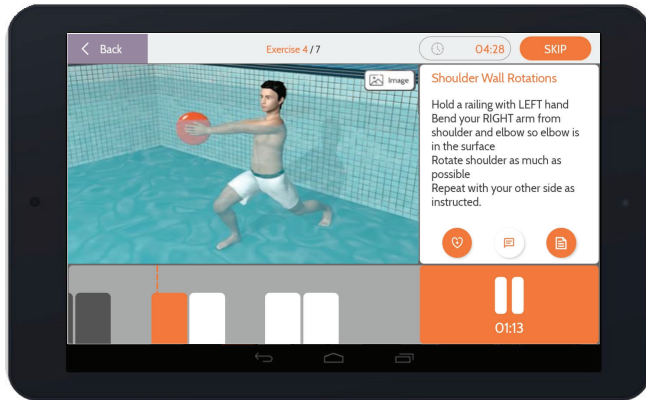 Back
Exercise 4 / 7
04:28
SKIP
Image
Shoulder Wall Rotations
Hold a railing with LEFT hand
Bend your RIGHT arm from
shoulder and elbow so elbow is
in the surface
Rotate shoulder as much as
possible
Repeat with your other side as
instructed.
01:13